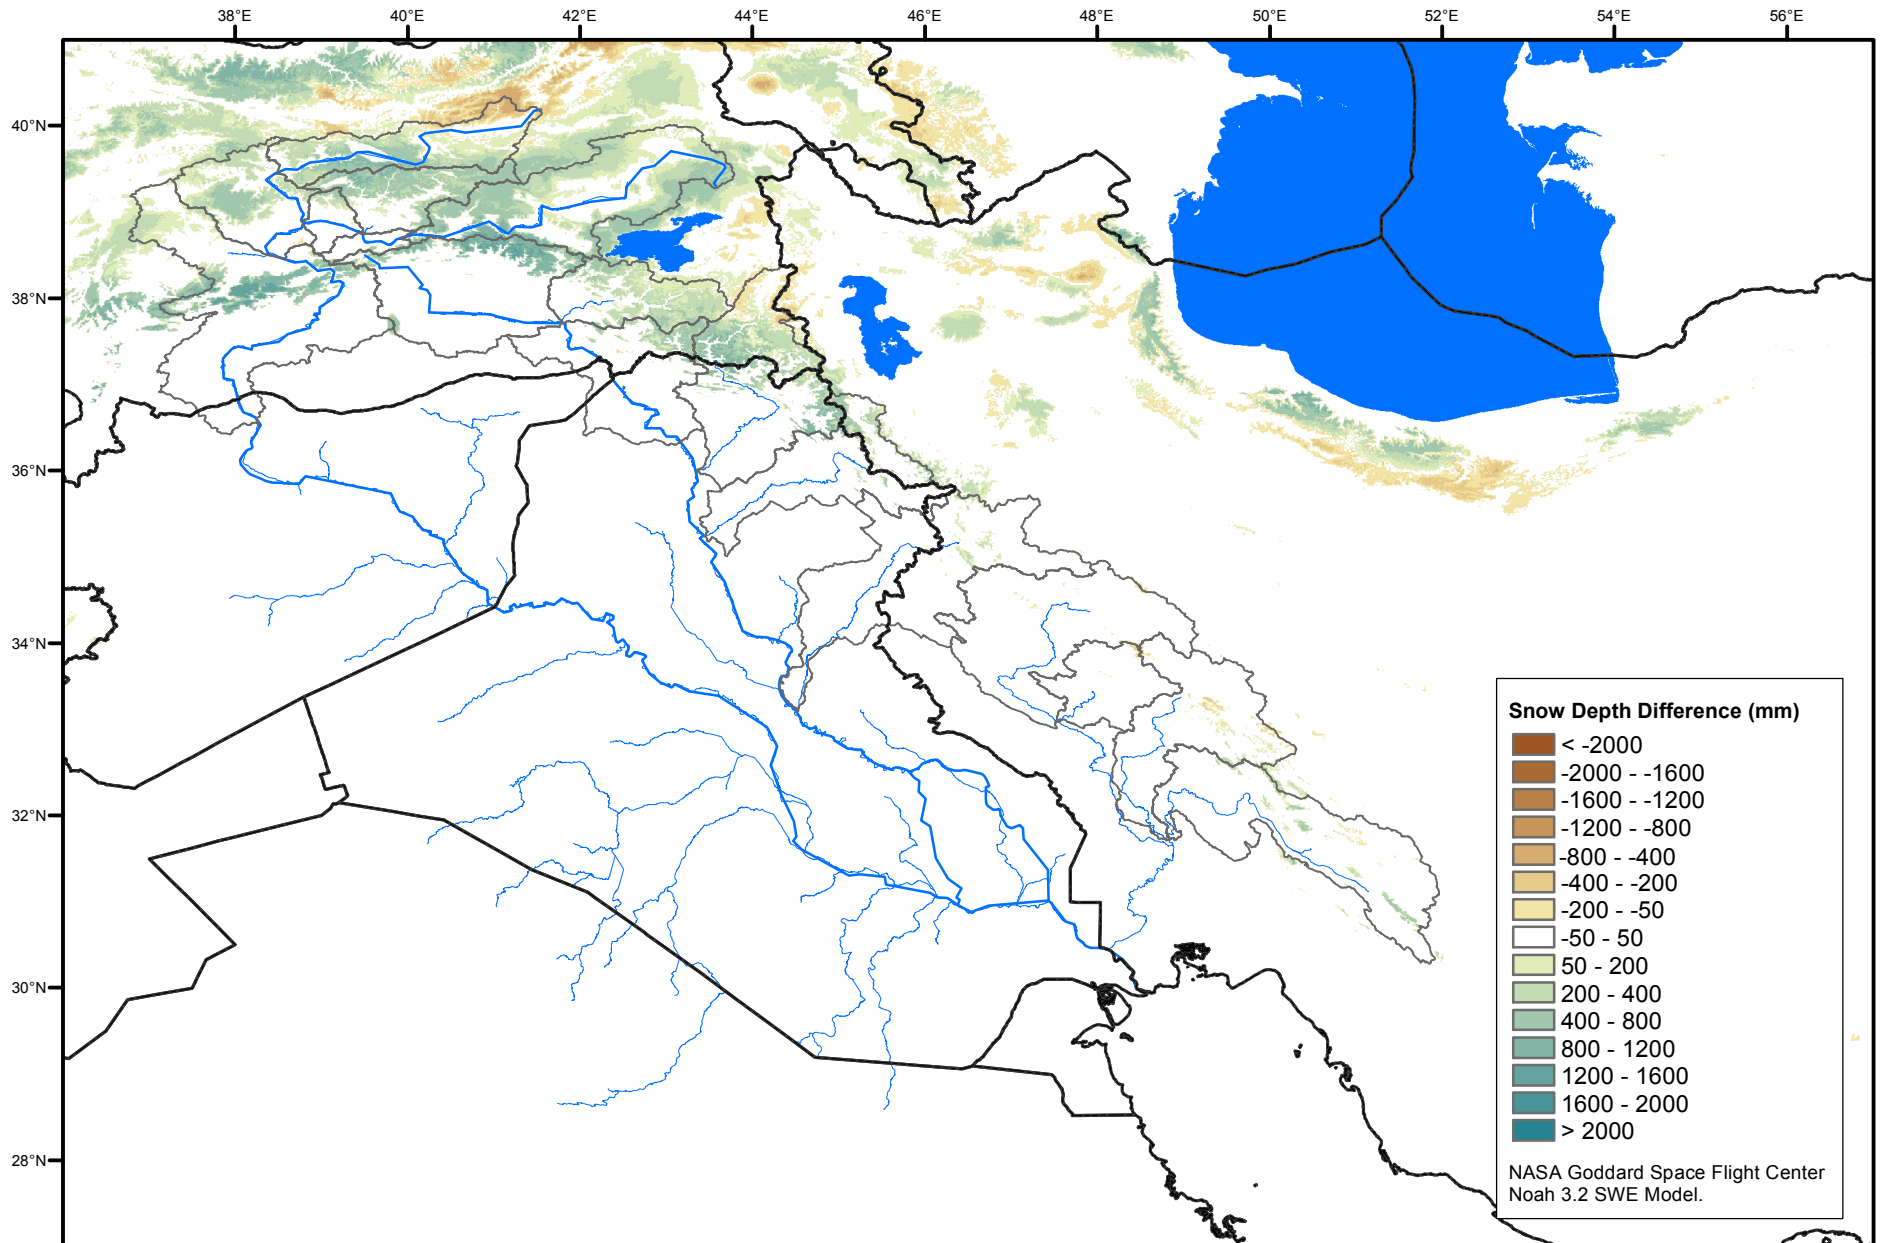 38°E 40°E 42°E 44°E 46°E 48°E 50°E 52°E 54°E 56°E
40°N
38°N
36°N
34°N
32°N
30°N
28°N
Snow Depth Difference (mm)
< -2000
-2000 - -1600
-1600 - -1200
-1200 - -800
-800 - -400
-400 - -200
-200 - -50
-50 - 50
50 - 200
200 - 400
400 - 800
800 - 1200
1200 - 1600
1600 - 2000
> 2000
NASA Goddard Space Flight Center
Noah 3.2 SWE Model.